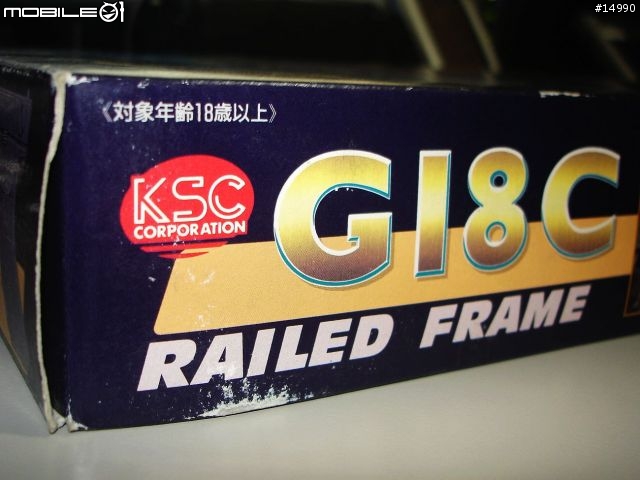 MOBILE01
#14990
〈対象年齢18歳以上〉
KSC
CORPORATION
G18C
RAILED FRAME